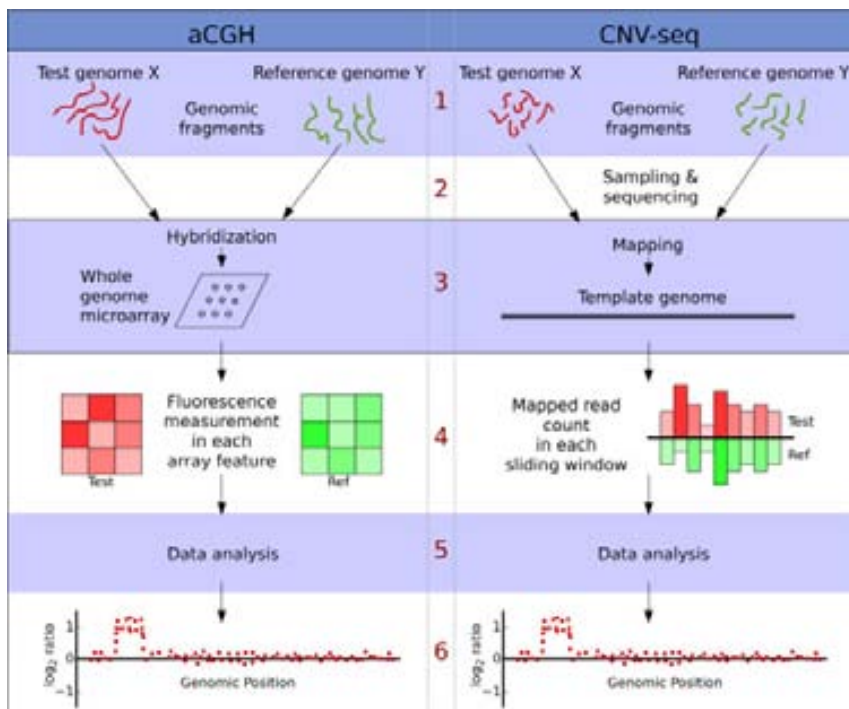 aCGH
CNV-seq
Test genome X
Reference genome Y
Genomic
fragments
1
Test genome X
Reference genome Y
Genomic
fragments
2
Sampling &
sequencing
Hybridization
Whole
genome
microarray
3
Mapping
Template genome
Fluorescence
measurement
in each
array feature
Test
Ref
4
Mapped read
count
in each
sliding window
Test
Ref
Data analysis
5
Data analysis
log2 ratio
1
0
−1
Genomic Position
6
log2 ratio
1
0
−1
Genomic Position